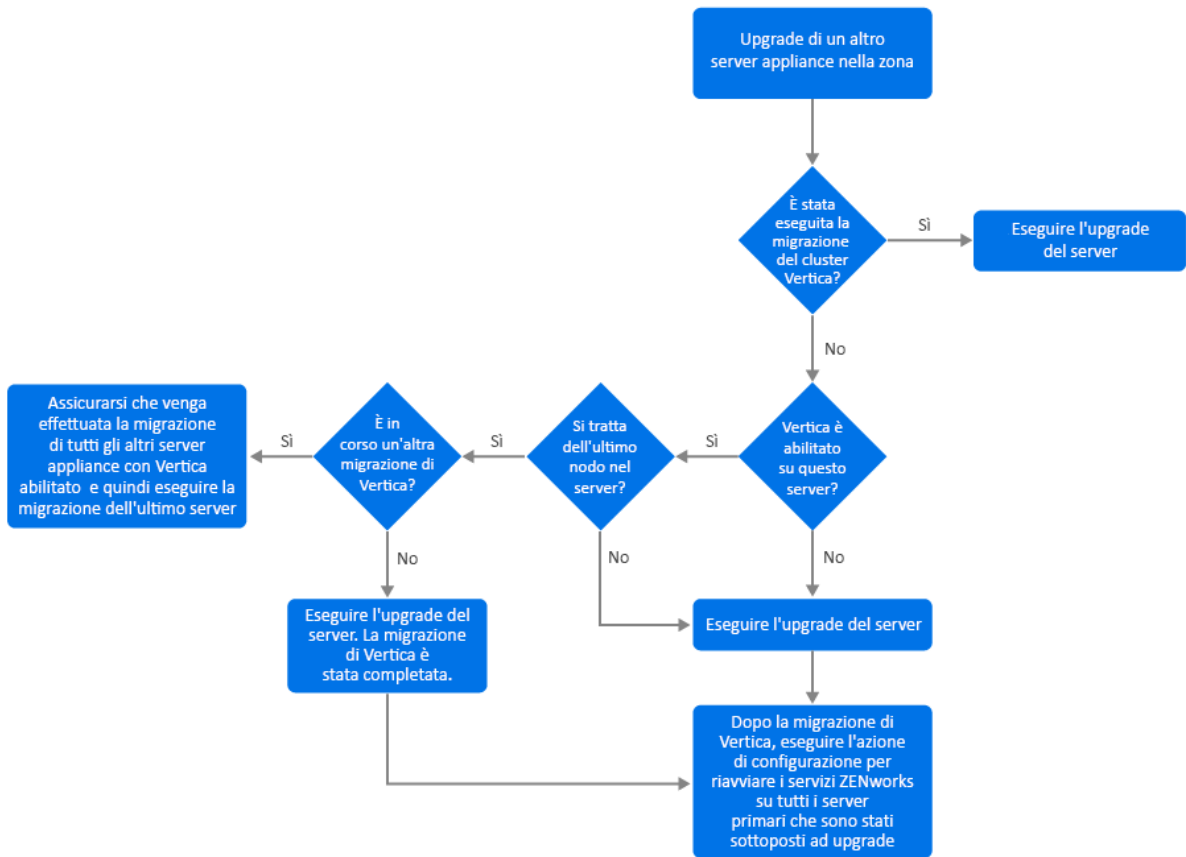 Upgrade di un altro
server appliance nella zona
È stata
eseguita la
migrazione
del cluster
Vertica?
Sì
Eseguire l'upgrade
del server
No
Vertica è
abilitato
su questo
server?
Sì
Si tratta
dell'ultimo
nodo nel
server?
Sì
È in
corso un'altra
migrazione di
Vertica?
Sì
Assicurarsi che venga
effettuata la migrazione
di tutti gli altri server
appliance con Vertica
abilitato e quindi eseguire la
migrazione dell'ultimo server
No
No
No
Eseguire l'upgrade del
server. La migrazione
di Vertica è
stata completata.
Eseguire l'upgrade del server
Dopo la migrazione di
Vertica, eseguire l'azione
di configurazione per
riavviare i servizi ZENworks
su tutti i server
primari che sono stati
sottoposti ad upgrade